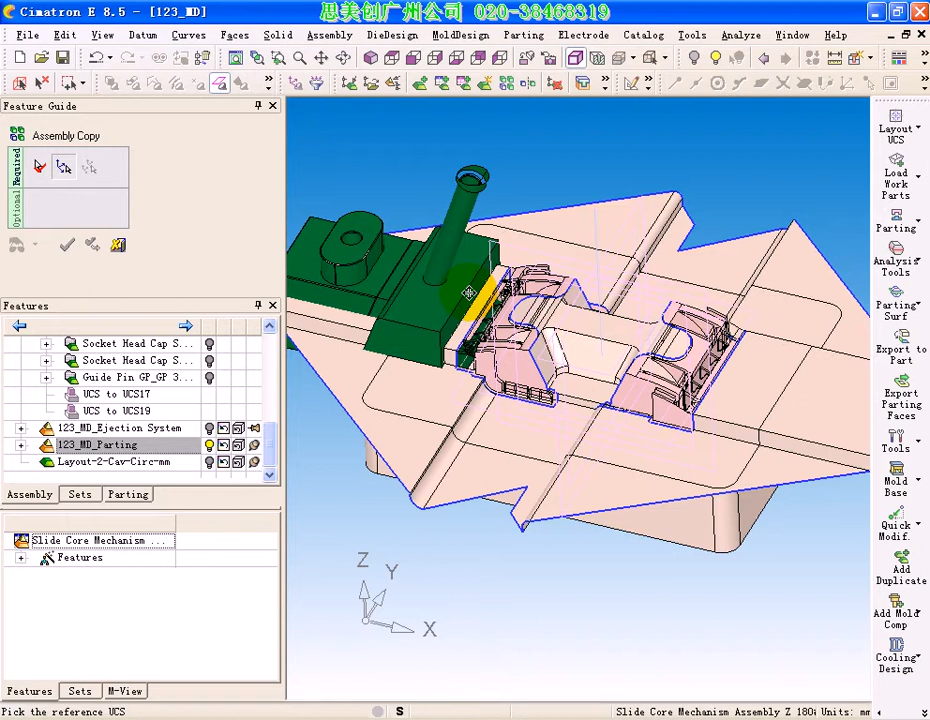 Cimatron E 8.5 - [123_MD]
思美创广州公司 020-38468319
File Edit View Datum Curves Faces Solid Assembly DieDesign MoldDesign Parting Electrode Catalog Tools Analyze Window Help
Feature Guide
Assembly Copy
Required
Optional
Features
Socket Head Cap S...
Socket Head Cap S...
Guide Pin GP_GP 3...
UCS to UCS17
UCS to UCS19
123_MD_Ejection System
123_MD_Parting
Layout-2-Cav-Circ-mm
Assembly Sets Parting
Slide Core Mechanism ...
Features
Features Sets M-View
Z
Y
X
Layout
UCS
Load
Work
Parts
Parting
Analysis
Tools
Parting
Surf
Export to
Part
Export
Parting
Faces
Tools
Mold
Base
Quick
Modif.
Add
Duplicate
Add Mold
Comp
Cooling
Design
Pick the reference UCS
S
Slide Core Mechanism Assembly Z 180
Units: mm